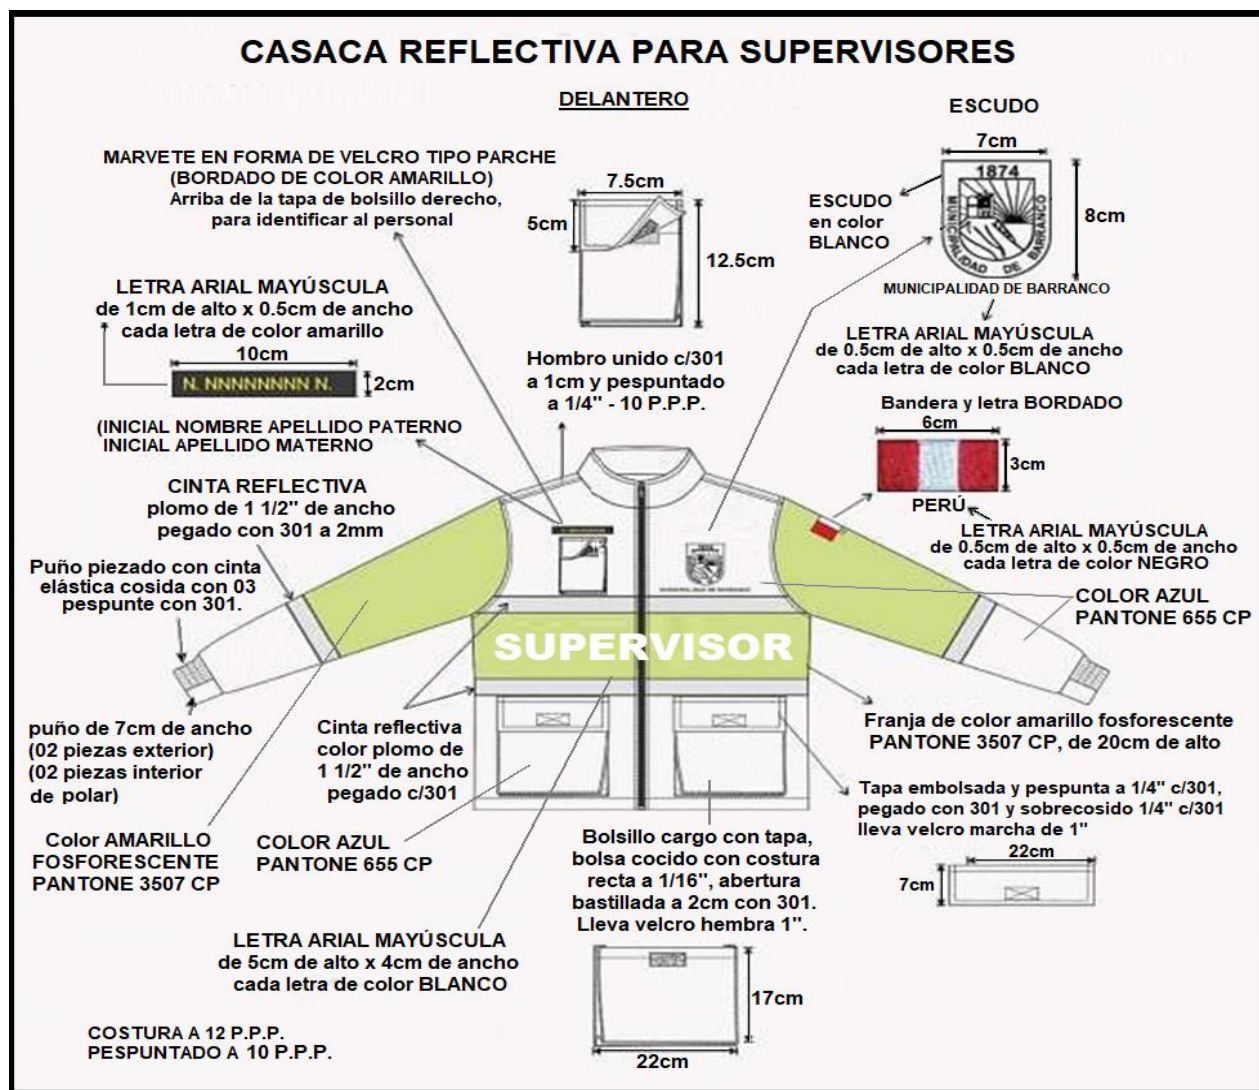 CASACA REFLECTIVA PARA SUPERVISORES
DELANTERO
ESCUDO
7cm
1874
MUNICIPALIDAD DE BARRANCO
8cm
ESCUDO
en color
BLANCO
MUNICIPALIDAD DE BARRANCO
LETRA ARIAL MAYÚSCULA
de 0.5cm de alto x 0.5cm de ancho
cada letra de color BLANCO
MARVETE EN FORMA DE VELCRO TIPO PARCHE
(BORDADO DE COLOR AMARILLO)
Arriba de la tapa de bolsillo derecho,
para identificar al personal
7.5cm
5cm
12.5cm
LETRA ARIAL MAYÚSCULA
de 1cm de alto x 0.5cm de ancho
cada letra de color amarillo
10cm
N. NNNNNNNNN N.
2cm
Hombro unido c/301
a 1cm y pespuntado
a 1/4" - 10 P.P.P.
Bandera y letra BORDADO
6cm
3cm
PERÚ
LETRA ARIAL MAYÚSCULA
de 0.5cm de alto x 0.5cm de ancho
cada letra de color NEGRO
(INICIAL NOMBRE APELLIDO PATERNO
INICIAL APELLIDO MATERNO
CINTA REFLECTIVA
plomo de 1 1/2" de ancho
pegado con 301 a 2mm
Puño piezado con cinta
elástica cosida con 03
pespunte con 301.
1874
MUNICIPALIDAD DE BARRANCO
COLOR AZUL
PANTONE 655 CP
SUPERVISOR
puño de 7cm de ancho
(02 piezas exterior)
(02 piezas interior
de polar)
Cinta reflectiva
color plomo de
1 1/2" de ancho
pegado c/301
Franja de color amarillo fosforescente
PANTONE 3507 CP, de 20cm de alto
Tapa embolsada y pespunta a 1/4" c/301,
pegado con 301 y sobrecosido 1/4" c/301
lleva velcro marcha de 1"
22cm
7cm
Color AMARILLO
FOSFORESCENTE
PANTONE 3507 CP
COLOR AZUL
PANTONE 655 CP
Bolsillo cargo con tapa,
bolsa cocido con costura
recta a 1/16", abertura
bastillada a 2cm con 301.
Lleva velcro hembra 1".
LETRA ARIAL MAYÚSCULA
de 5cm de alto x 4cm de ancho
cada letra de color BLANCO
17cm
22cm
COSTURA A 12 P.P.P.
PESPUNTADO A 10 P.P.P.